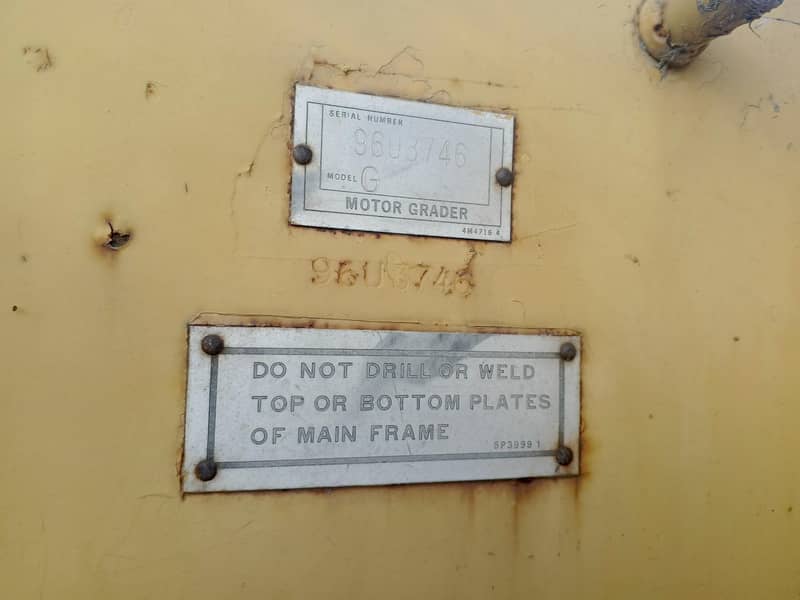 SERIAL NUMBER
96U3746
MODEL G
MOTOR GRADER
4M4716 4
96U3746
DO NOT DRILL OR WELD
TOP OR BOTTOM PLATES
OF MAIN FRAME
5P3999 1